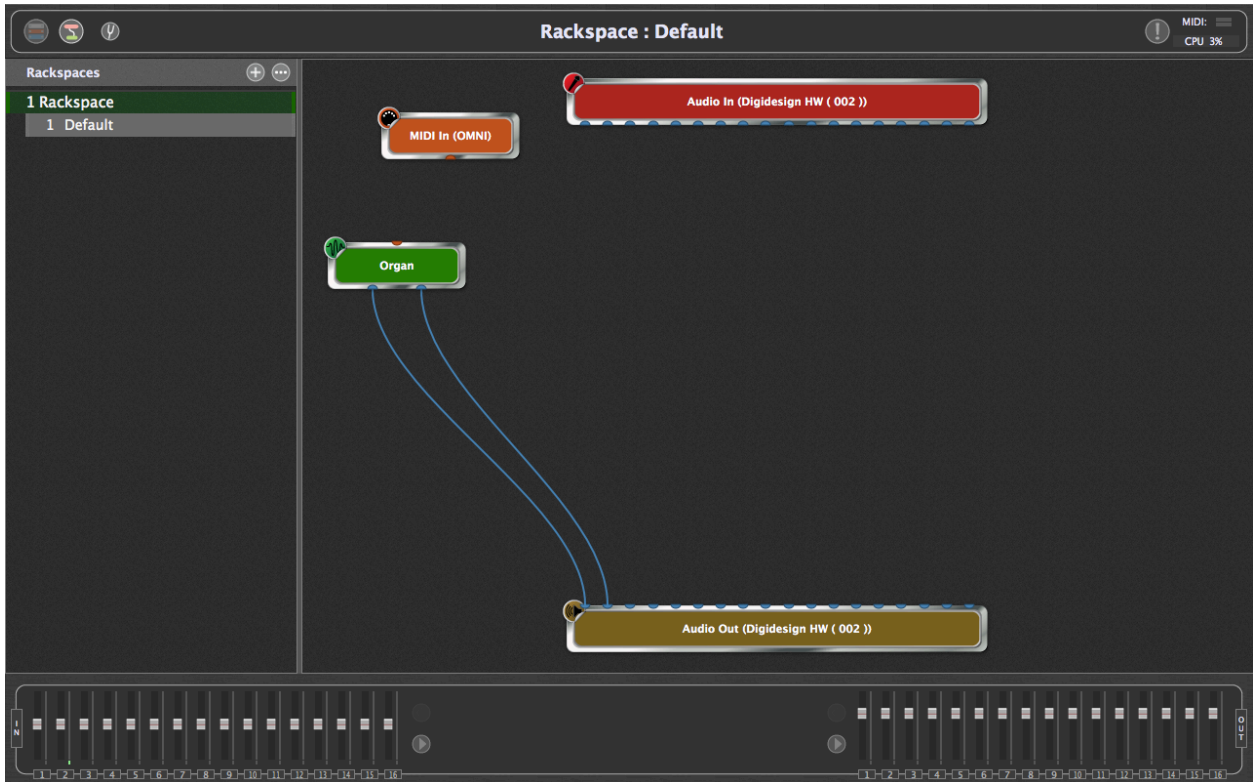 Rackspace : Default
MIDI:
CPU 3%
Rackspaces
1 Rackspace
1 Default
Audio In (Digidesign HW ( 002 ))
MIDI In (OMNI)
Organ
Audio Out (Digidesign HW ( 002 ))
IN
1 2 3 4 5 6 7 8 9 10 11 12 13 14 15 16
1 2 3 4 5 6 7 8 9 10 11 12 13 14 15 16
OUT